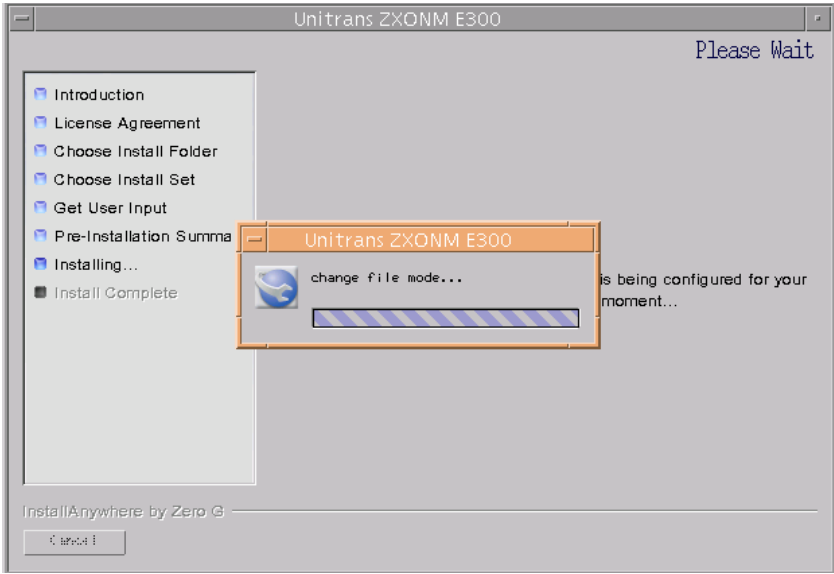 Unitrans ZXONM E300
Please Wait
Introduction
License Agreement
Choose Install Folder
Choose Install Set
Get User Input
Pre-Installation Summa
Installing...
Install Complete
Unitrans ZXONM E300
change file mode...
is being configured for your
moment...
InstallAnywhere by Zero G
Cancel